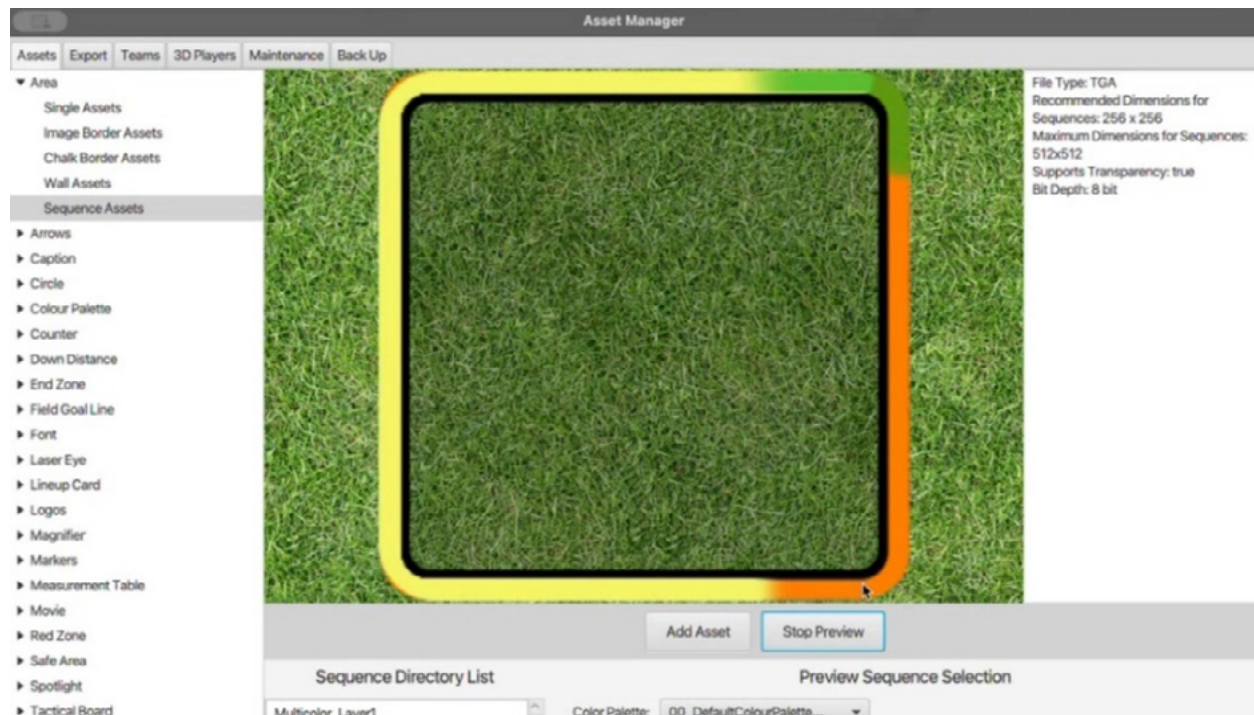 Asset Manager
Assets Export Teams 3D Players Maintenance Back Up
Area
Single Assets
Image Border Assets
Chalk Border Assets
Wall Assets
Sequence Assets
Arrows
Caption
Circle
Colour Palette
Counter
Down Distance
End Zone
Field Goal Line
Font
Laser Eye
Lineup Card
Logos
Magnifier
Markers
Measurement Table
Movie
Red Zone
Safe Area
Spotlight
Tactical Board
File Type: TGA
Recommended Dimensions for
Sequences: 256 x 256
Maximum Dimensions for Sequences:
512x512
Supports Transparency: true
Bit Depth: 8 bit
Add Asset Stop Preview
Sequence Directory List
Preview Sequence Selection
Multicolor_Layer1
Color Palette: 00_DefaultColourPalette...